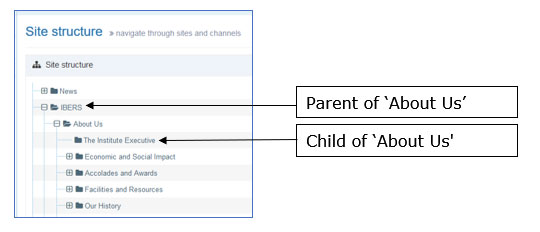 Site structure » navigate through sites and channels
Site structure
News
IBERS
About Us
The Institute Executive
Economic and Social Impact
Accolades and Awards
Facilities and Resources
Our History
Parent of ‘About Us’
Child of ‘About Us'